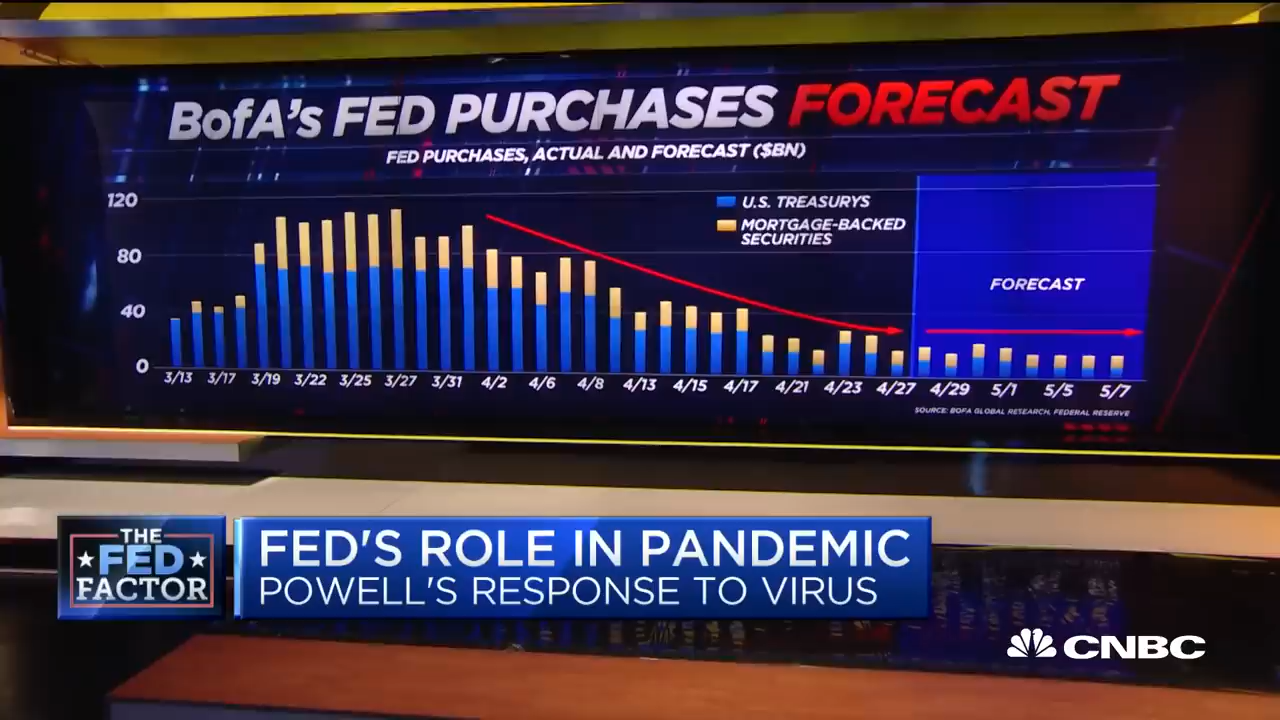 BofA's FED PURCHASES FORECAST
FED PURCHASES, ACTUAL AND FORECAST ($BN)
120
80
40
0
U.S. TREASURYS
MORTGAGE-BACKED
SECURITIES
FORECAST
3/13 3/17 3/19 3/22 3/25 3/27 3/31 4/2 4/6 4/8 4/13 4/15 4/17 4/21 4/23 4/27 4/29 5/1 5/5 5/7
SOURCE: BOFA GLOBAL RESEARCH, FEDERAL RESERVE
THE
FED
FACTOR
FED'S ROLE IN PANDEMIC
POWELL'S RESPONSE TO VIRUS
CNBC